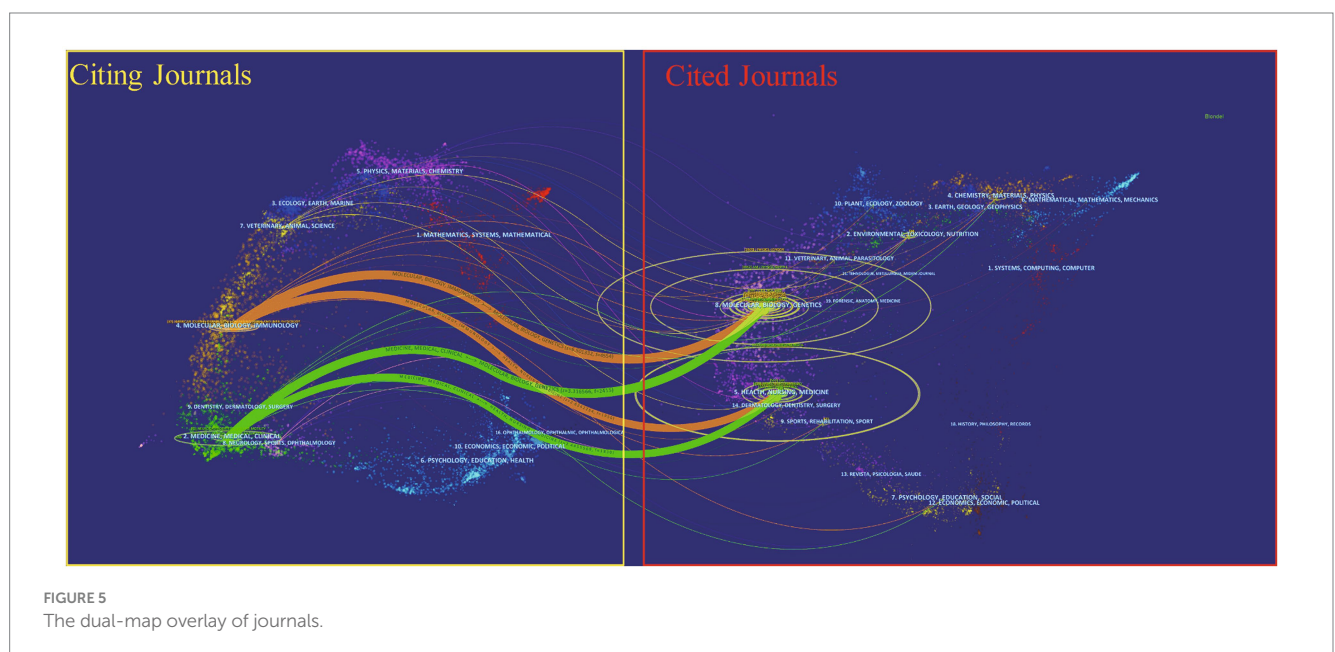 Citing Journals
Cited Journals
Blondel
5. PHYSICS, MATERIALS, CHEMISTRY
3. ECOLOGY, EARTH, MARINE
7. VETERINARY, ANIMAL, SCIENCE
1. MATHEMATICS, SYSTEMS, MATHEMATICAL
4. MOLECULAR, BIOLOGY, IMMUNOLOGY
9. DENTISTRY, DERMATOLOGY, SURGERY
2. MEDICINE, MEDICAL, CLINICAL
SPORTS, OPHTHALMOLOGY
10. ECONOMICS, ECONOMIC, POLITICAL
6. PSYCHOLOGY, EDUCATION, HEALTH
4. CHEMISTRY, MATERIALS, PHYSICS
MATHEMATICAL, MATHEMATICS, MECHANICS
10. PLANT, ECOLOGY, ZOOLOGY
3. EARTH, GEOLOGY, GEOPHYSICS
2. ENVIRONMENTAL, TOXICOLOGY, NUTRITION
11. VETERINARY, ANIMAL, PARASITOLOGY
1. SYSTEMS, COMPUTING, COMPUTER
8. MOLECULAR, BIOLOGY, GENETICS
15. FORENSIC, ANATOMY, MEDICINE
5. HEALTH, NURSING, MEDICINE
14. DERMATOLOGY, DENTISTRY, SURGERY
9. SPORTS, REHABILITATION, SPORT
16. OPHTHALMOLOGY, OPHTHALMIC, OPHTHALMOLOGICA
HISTORY, PHILOSOPHY, RECORDS
13. REVISTA, PSICOLOGIA, SAUDE
7. PSYCHOLOGY, EDUCATION, SOCIAL
12. ECONOMICS, ECONOMIC, POLITICAL
FIGURE 5
The dual-map overlay of journals.